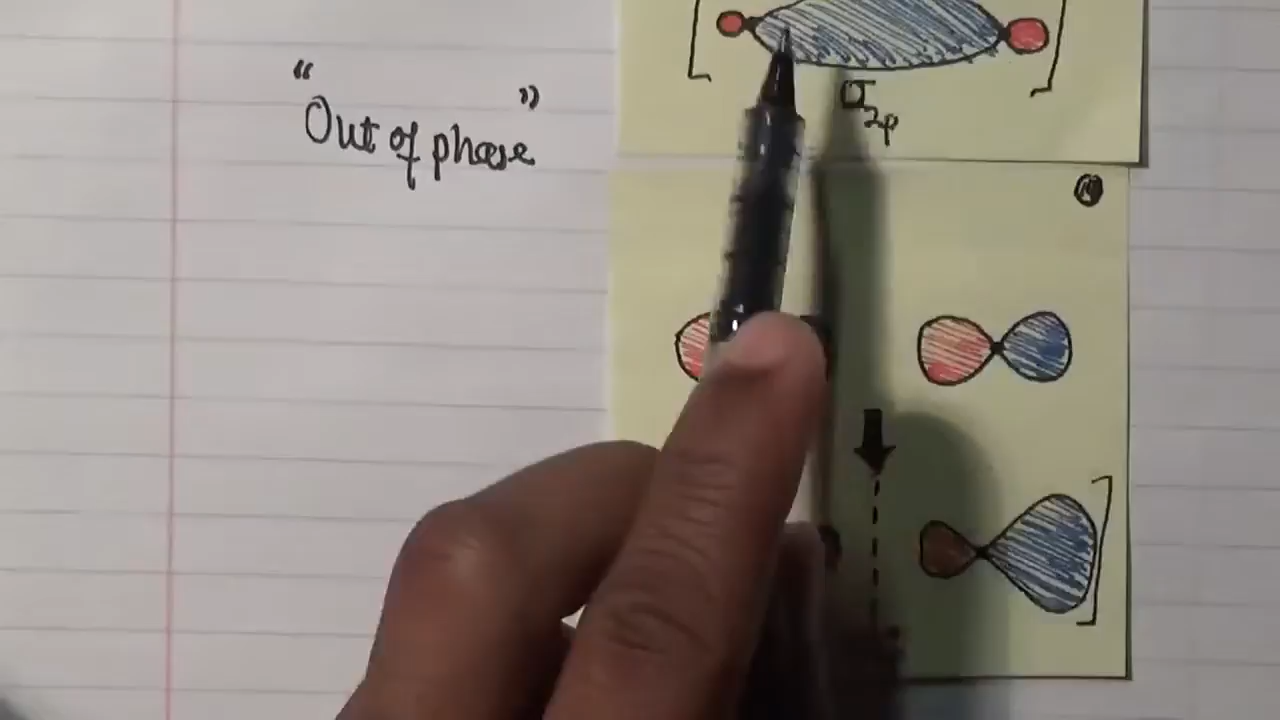 σ2p
"
Out of phase
"